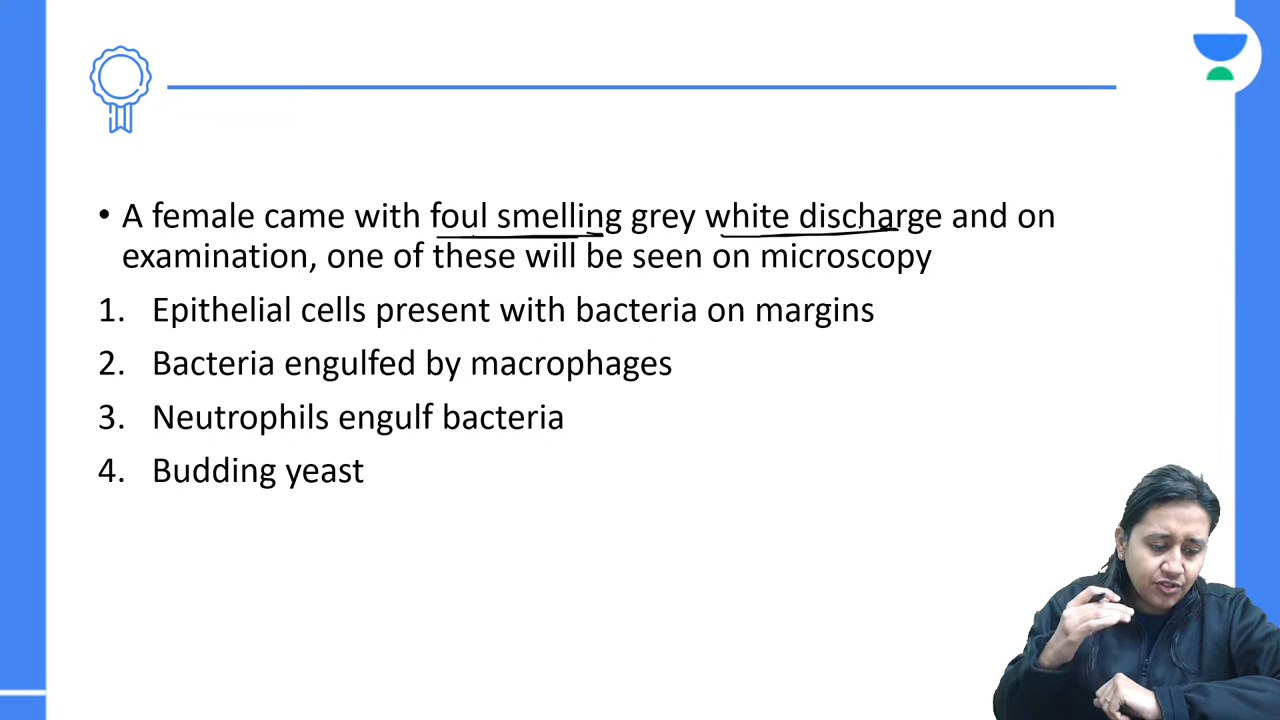 • A female came with foul smelling grey white discharge and on
examination, one of these will be seen on microscopy
1. Epithelial cells present with bacteria on margins
2. Bacteria engulfed by macrophages
3. Neutrophils engulf bacteria
4. Budding yeast